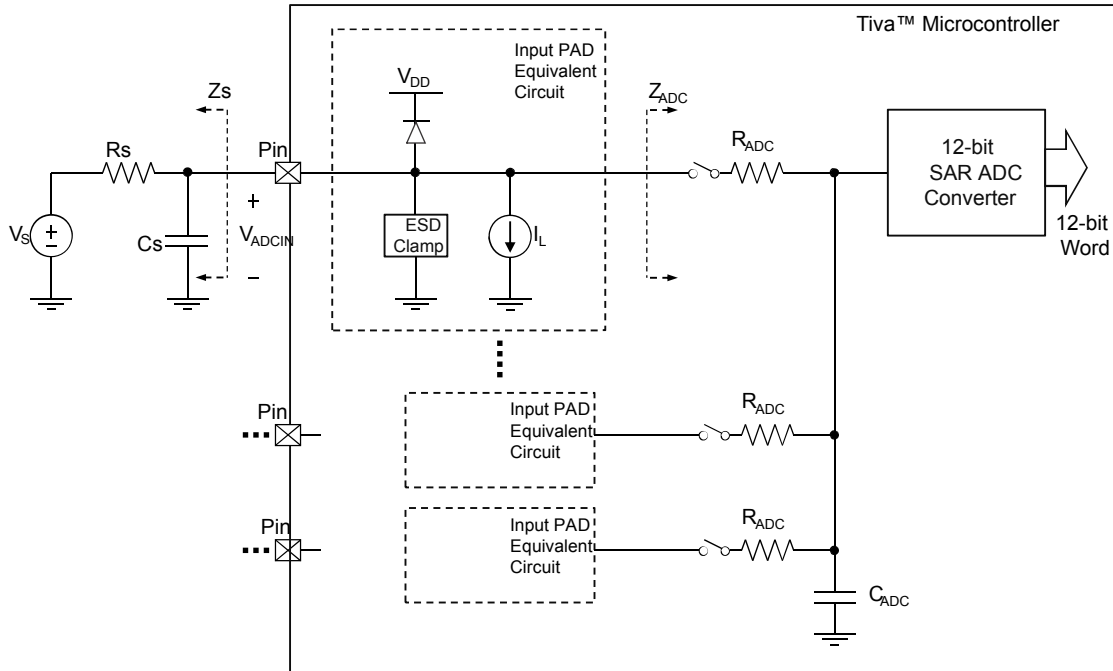 Tiva™ Microcontroller
Input PAD
Equivalent
Circuit
VDD
Zs
ZADC
Rs
Pin
RADC
12-bit
SAR ADC
Converter
VS
+
−
Cs
+
VADCIN
−
ESD
Clamp
IL
12-bit
Word
Pin
Input PAD
Equivalent
Circuit
RADC
Pin
Input PAD
Equivalent
Circuit
RADC
CADC